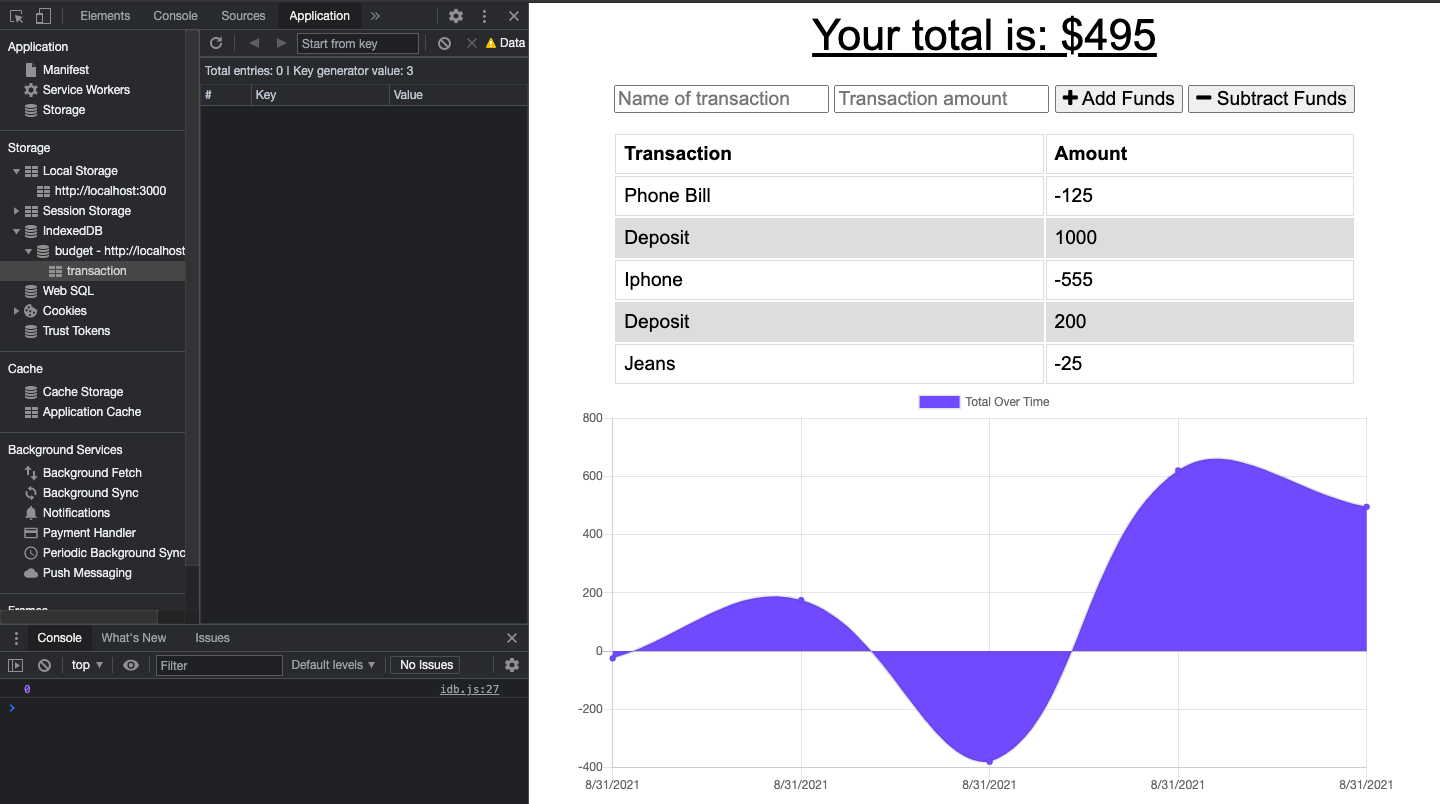 Elements Console Sources Application »
Application
Manifest
Service Workers
Storage
Storage
Local Storage
http://localhost:3000
Session Storage
IndexedDB
budget - http://localhost
transaction
Web SQL
Cookies
Trust Tokens
Cache
Cache Storage
Application Cache
Background Services
Background Fetch
Background Sync
Notifications
Payment Handler
Periodic Background Sync
Push Messaging
Frames
Start from key
Data
Total entries: 0 | Key generator value: 3
# Key Value
Console What's New Issues
top Filter Default levels No Issues
0 idb.js:27
Your total is: $495
Name of transaction Transaction amount Add Funds Subtract Funds
Transaction Amount
Phone Bill -125
Deposit 1000
Iphone -555
Deposit 200
Jeans -25
Total Over Time
800
600
400
200
0
-200
-400
8/31/2021 8/31/2021 8/31/2021 8/31/2021 8/31/2021